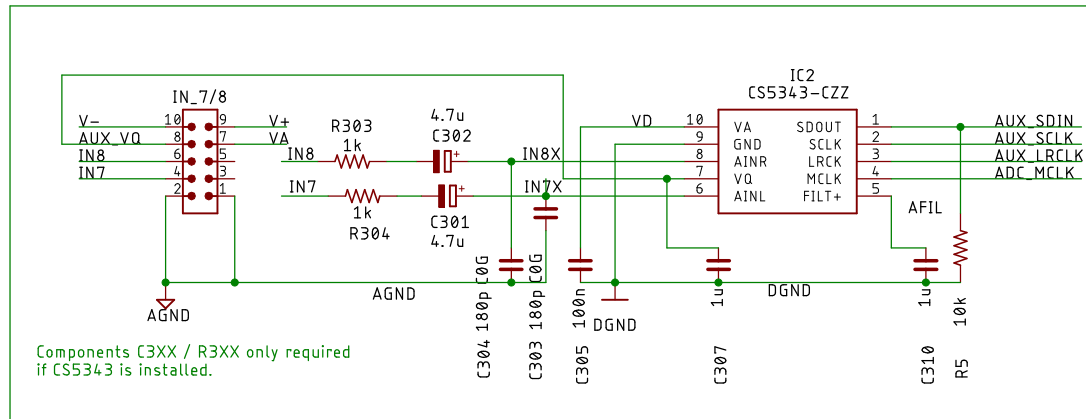 IC2
CS5343-CZZ
IN_7/8
V- 10 9 V+
AUX_VQ 8 7 VA
IN8 6 5
IN7 4 3
2 1
R303
1k
4.7u
C302
+
IN8
IN8X
IN7
IN7X
1k
R304
+
C301
4.7u
VD 10 VA SDOUT 1 AUX_SDIN
9 GND SCLK 2 AUX_SCLK
8 AINR LRCK 3 AUX_LRCLK
7 VQ MCLK 4 ADC_MCLK
6 AINL FILT+ 5
AFIL
AGND
AGND
DGND
DGND
C304 180p C0G
C303 180p C0G
C305 100n
C307 1u
C310 1u
R5 10k
Components C3XX / R3XX only required
if CS5343 is installed.